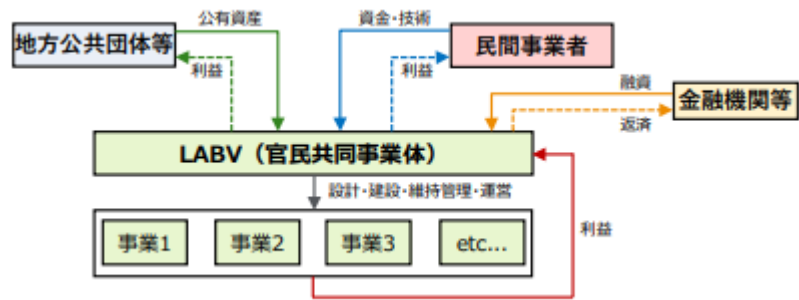 公有資産
資金・技術
地方公共団体等
民間事業者
利益
利益
融資
金融機関等
返済
LABV（官民共同事業体）
設計・建設・維持管理・運営
事業1
事業2
事業3
etc...
利益